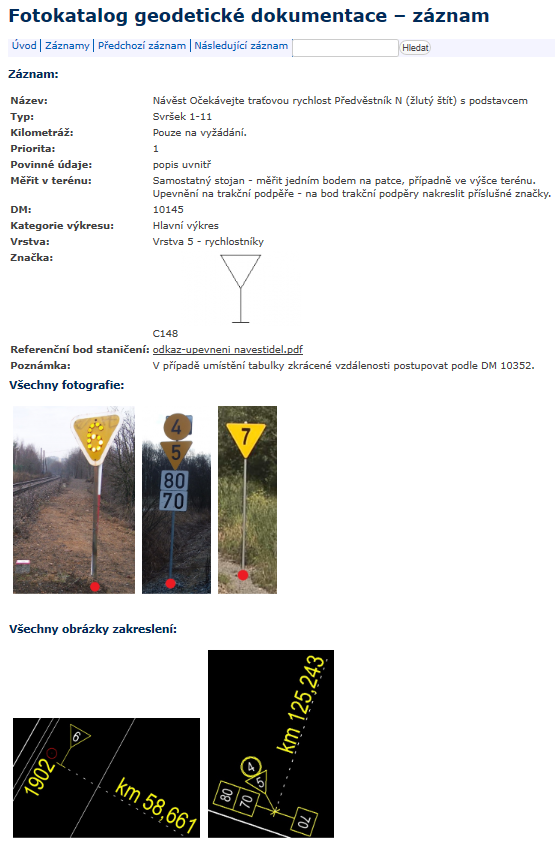 Fotokatalog geodetické dokumentace – záznam
Úvod | Záznamy | Předchozí záznam | Následující záznam
Hledat
Záznam:
Název: Návěst Očekávejte traťovou rychlost Předvěstník N (žlutý štít) s podstavcem
Typ: Svršek 1-11
Kilometráž: Pouze na vyžádání.
Priorita: 1
Povinné údaje: popis uvnitř
Měřit v terénu: Samostatný stojan - měřit jedním bodem na patce, případně ve výšce terénu.
Upevnění na trakční podpěře - na bod trakční podpěry nakreslit příslušné značky.
DM: 10145
Kategorie výkresu: Hlavní výkres
Vrstva: Vrstva 5 - rychlostníky
Značka:
C148
Referenční bod staničení: odkaz-upevneni navestidel.pdf
Poznámka: V případě umístění tabulky zkrácené vzdálenosti postupovat podle DM 10352.
Všechny fotografie:
6
4
5
80
70
7
Všechny obrázky zakreslení:
6
1902
km 58,661
km 125,243
4
5
80
70
70